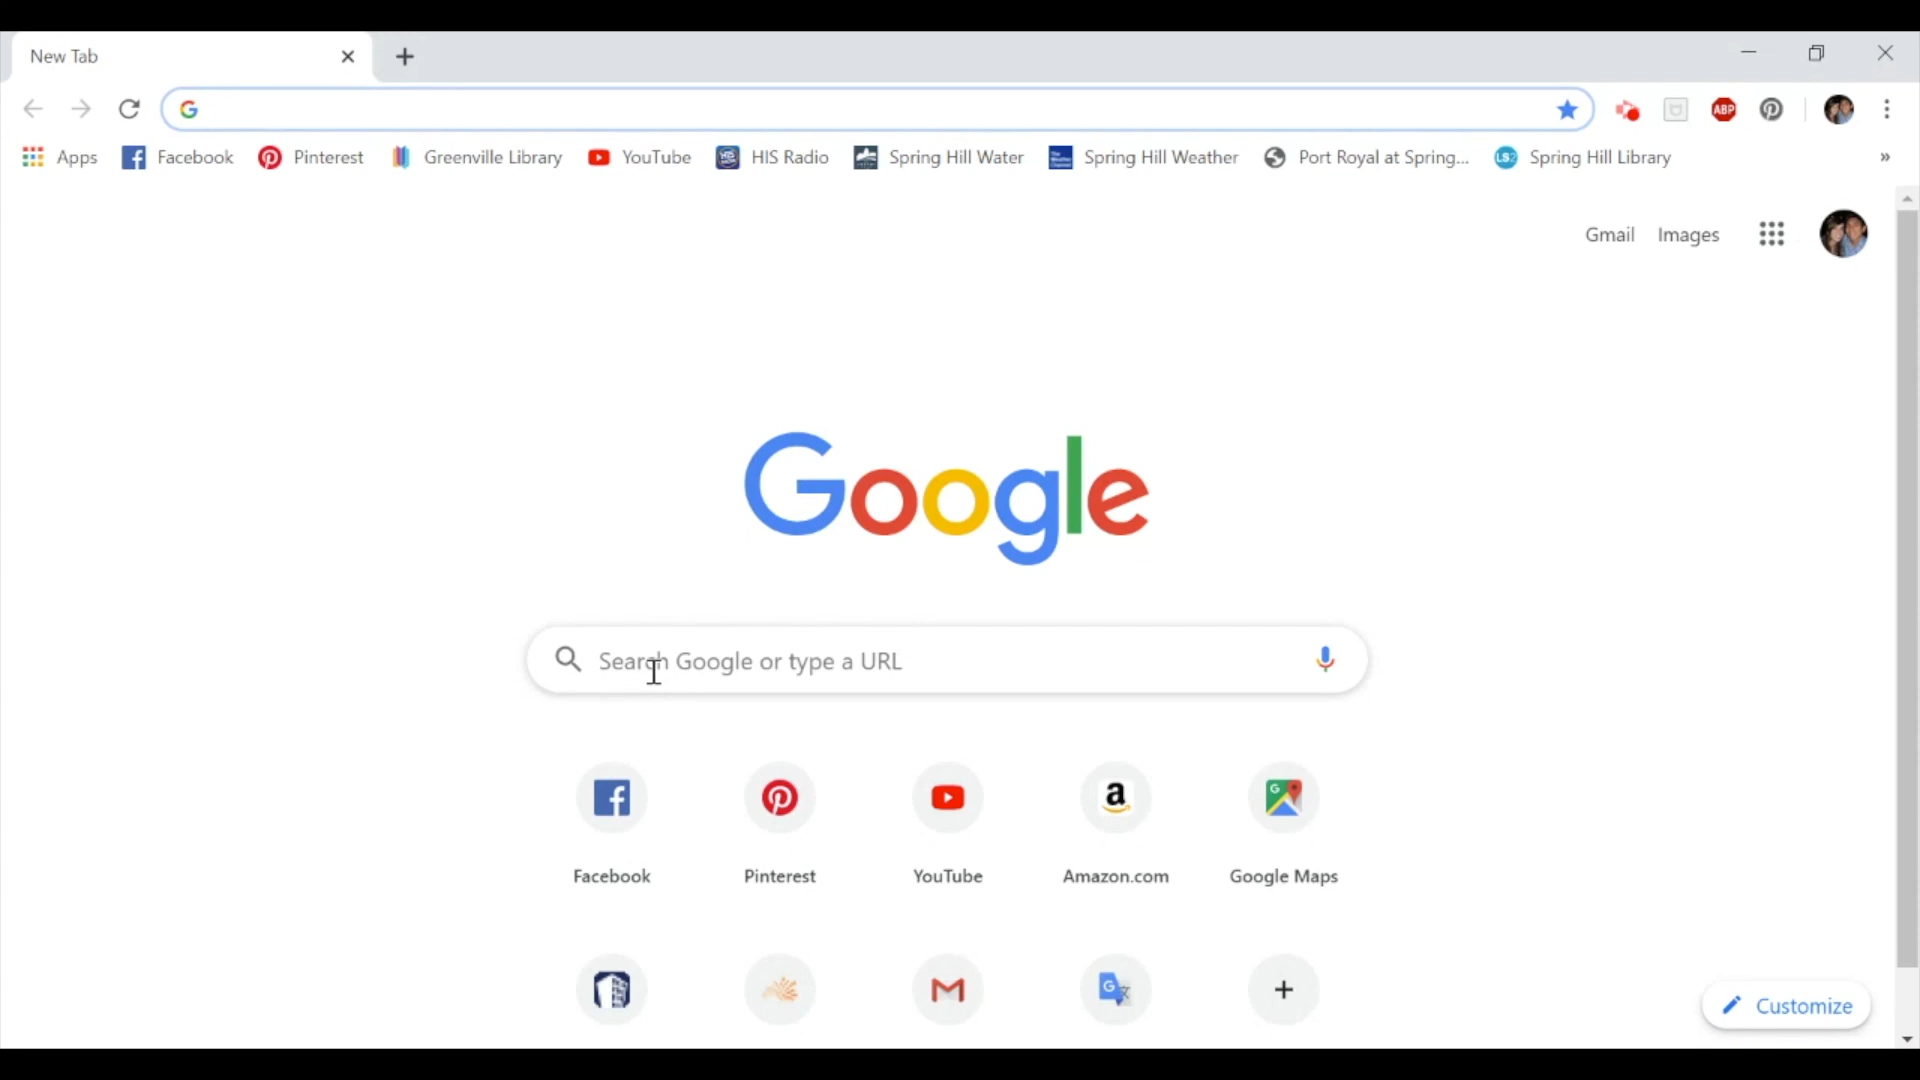 New Tab
Apps Facebook Pinterest Greenville Library YouTube HIS Radio Spring Hill Water Spring Hill Weather Port Royal at Spring... Spring Hill Library »
Gmail Images
Google
Search Google or type a URL
Facebook Pinterest YouTube Amazon.com Google Maps
Customize